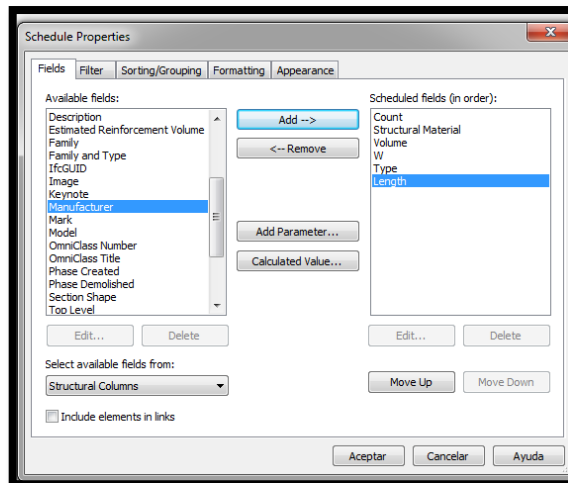 Schedule Properties
Fields
Filter
Sorting/Grouping
Formatting
Appearance
Available fields:
Description
Estimated Reinforcement Volume
Family
Family and Type
IfcGUID
Image
Keynote
Manufacturer
Mark
Model
OmniClass Number
OmniClass Title
Phase Created
Phase Demolished
Section Shape
Top Level
Edit...
Delete
Select available fields from:
Structural Columns
Include elements in links
Add -->
<-- Remove
Add Parameter...
Calculated Value...
Scheduled fields (in order):
Count
Structural Material
Volume
W
Type
Length
Edit...
Delete
Move Up
Move Down
Aceptar
Cancelar
Ayuda